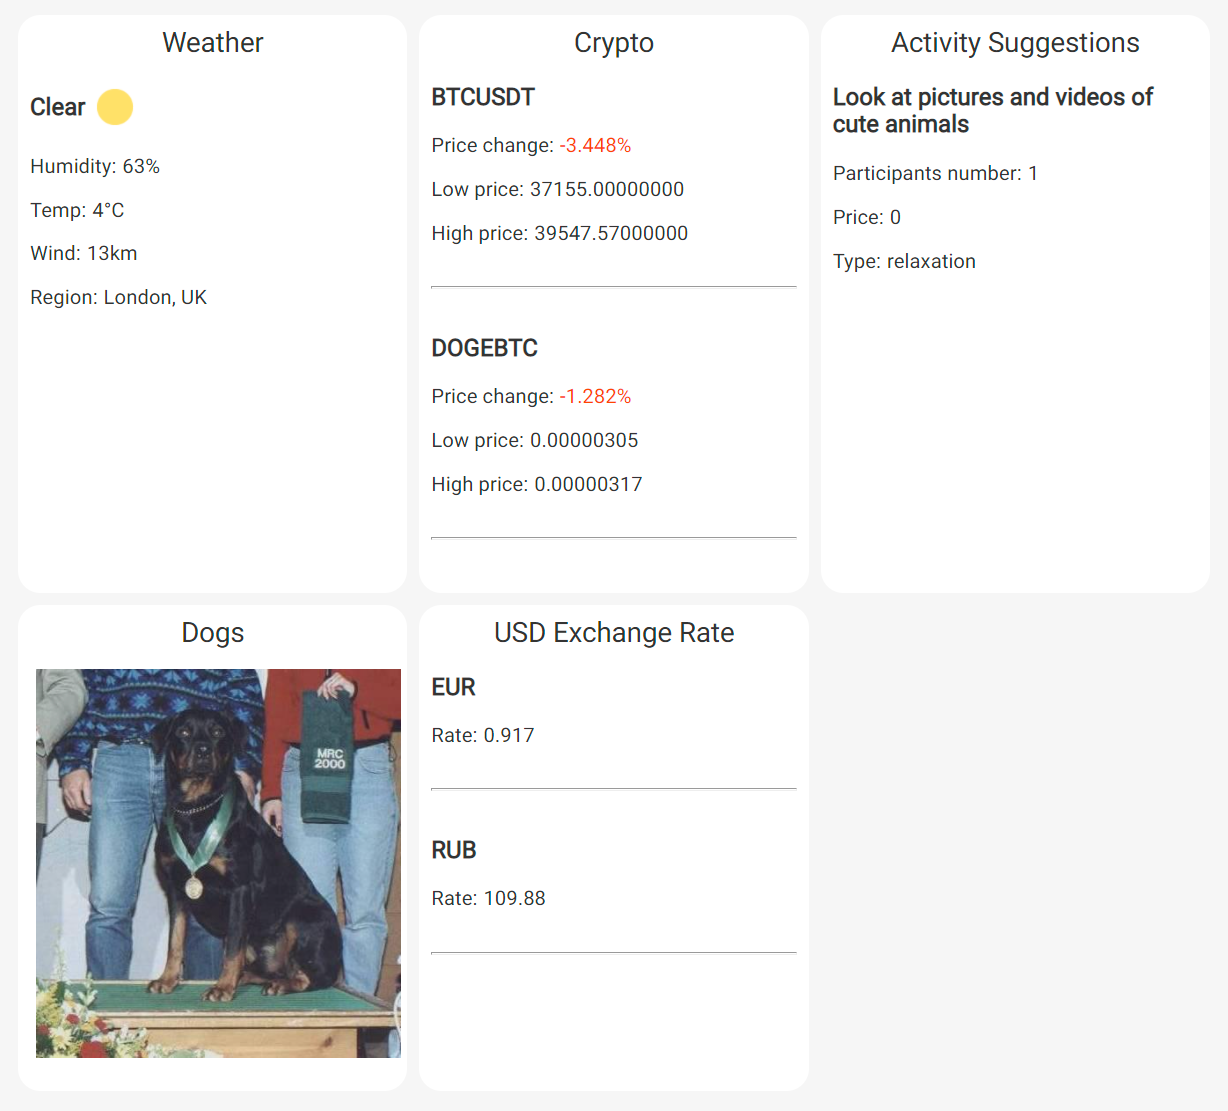 Weather
Clear
Humidity: 63%
Temp: 4°C
Wind: 13km
Region: London, UK
Crypto
BTCUSDT
Price change: -3.448%
Low price: 37155.00000000
High price: 39547.57000000
DOGEBTC
Price change: -1.282%
Low price: 0.00000305
High price: 0.00000317
Activity Suggestions
Look at pictures and videos of
cute animals
Participants number: 1
Price: 0
Type: relaxation
Dogs
MRC
2000
USD Exchange Rate
EUR
Rate: 0.917
RUB
Rate: 109.88